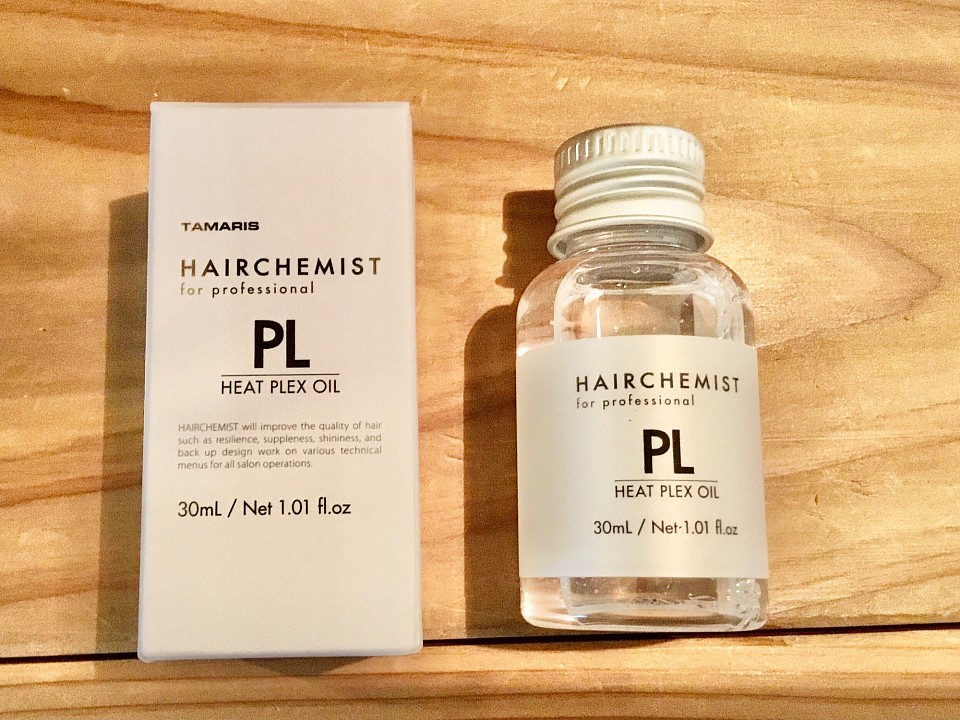 TAMARIS
HAIRCHEMIST
for professional
PL
HEAT PLEX OIL
HAIRCHEMIST will improve the quality of hair
such as resilience, suppleness, shininess, and
back up design work on various technical
menus for all salon operations.
30mL / Net 1.01 fl.oz
HAIRCHEMIST
for professional
PL
HEAT PLEX OIL
30mL / Net 1.01 fl.oz